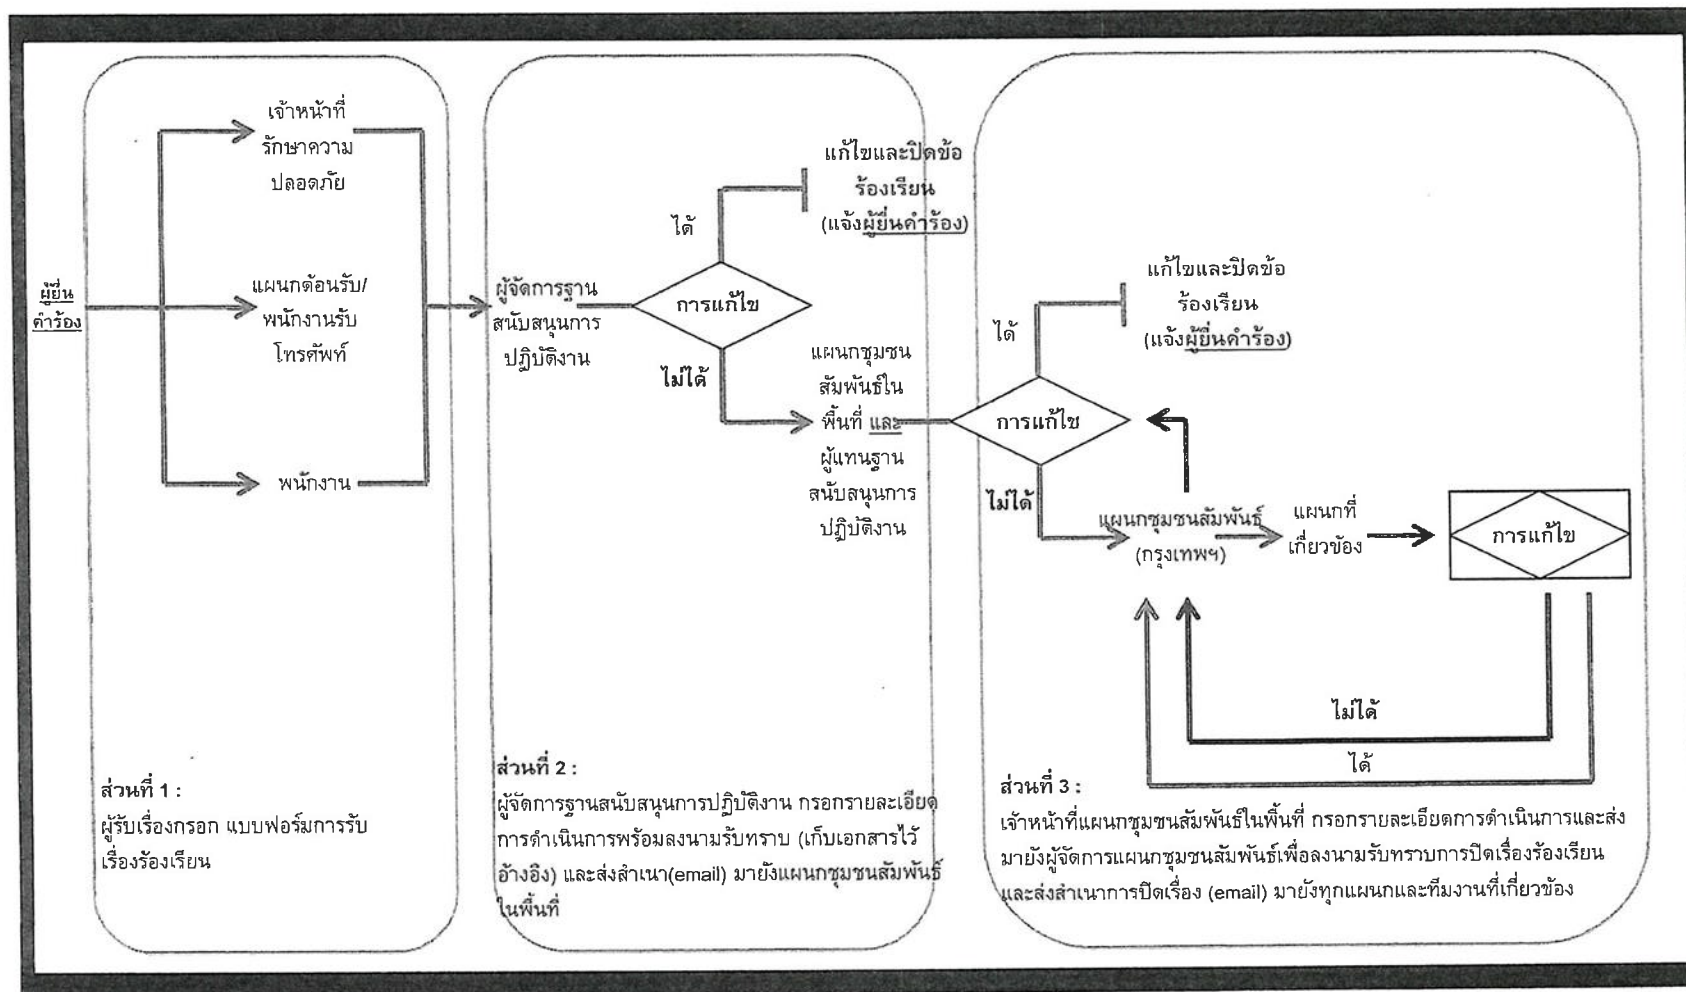 ผู้ยื่น
คำร้อง
เจ้าหน้าที่
รักษาความ
ปลอดภัย
แผนกต้อนรับ/
พนักงานรับ
โทรศัพท์
พนักงาน
ส่วนที่ 1 :
ผู้รับเรื่องกรอก แบบฟอร์มการรับ
เรื่องร้องเรียน
ผู้จัดการฐาน
สนับสนุนการ
ปฏิบัติงาน
การแก้ไข
ได้
แก้ไขและปิดข้อ
ร้องเรียน
(แจ้งผู้ยื่นคำร้อง)
ไม่ได้
แผนกชุมชน
สัมพันธ์ใน
พื้นที่ และ
ผู้แทนฐาน
สนับสนุนการ
ปฏิบัติงาน
ส่วนที่ 2 :
ผู้จัดการฐานสนับสนุนการปฏิบัติงาน กรอกรายละเอียด
การดำเนินการพร้อมลงนามรับทราบ (เก็บเอกสารไว้
อ้างอิง) และส่งสำเนา(email) มายังแผนกชุมชนสัมพันธ์
ในพื้นที่
การแก้ไข
ได้
แก้ไขและปิดข้อ
ร้องเรียน
(แจ้งผู้ยื่นคำร้อง)
ไม่ได้
แผนกชุมชนสัมพันธ์
(กรุงเทพฯ)
แผนกที่
เกี่ยวข้อง
การแก้ไข
ไม่ได้
ได้
ส่วนที่ 3 :
เจ้าหน้าที่แผนกชุมชนสัมพันธ์ในพื้นที่ กรอกรายละเอียดการดำเนินการและส่ง
มายังผู้จัดการแผนกชุมชนสัมพันธ์เพื่อลงนามรับทราบการปิดเรื่องร้องเรียน
และส่งสำเนาการปิดเรื่อง (email) มายังทุกแผนกและทีมงานที่เกี่ยวข้อง